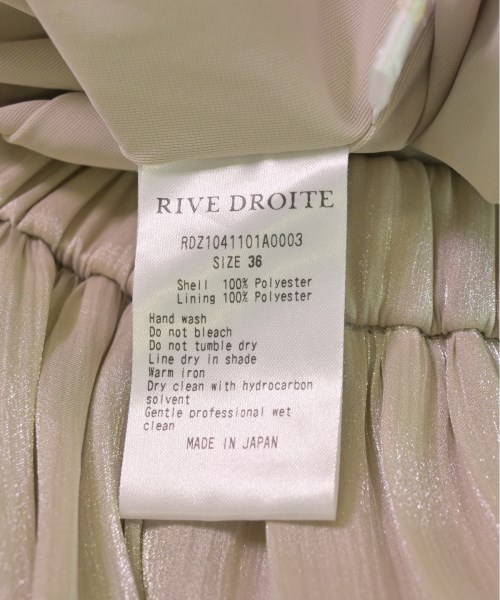 RIVE DROITE
RDZ1041101A0003
SIZE 36
Shell 100% Polyester
Lining 100% Polyester
Hand wash
Do not bleach
Do not tumble dry
Line dry in shade
Warm iron
Dry clean with hydrocarbon
solvent
Gentle professional wet
clean
MADE IN JAPAN